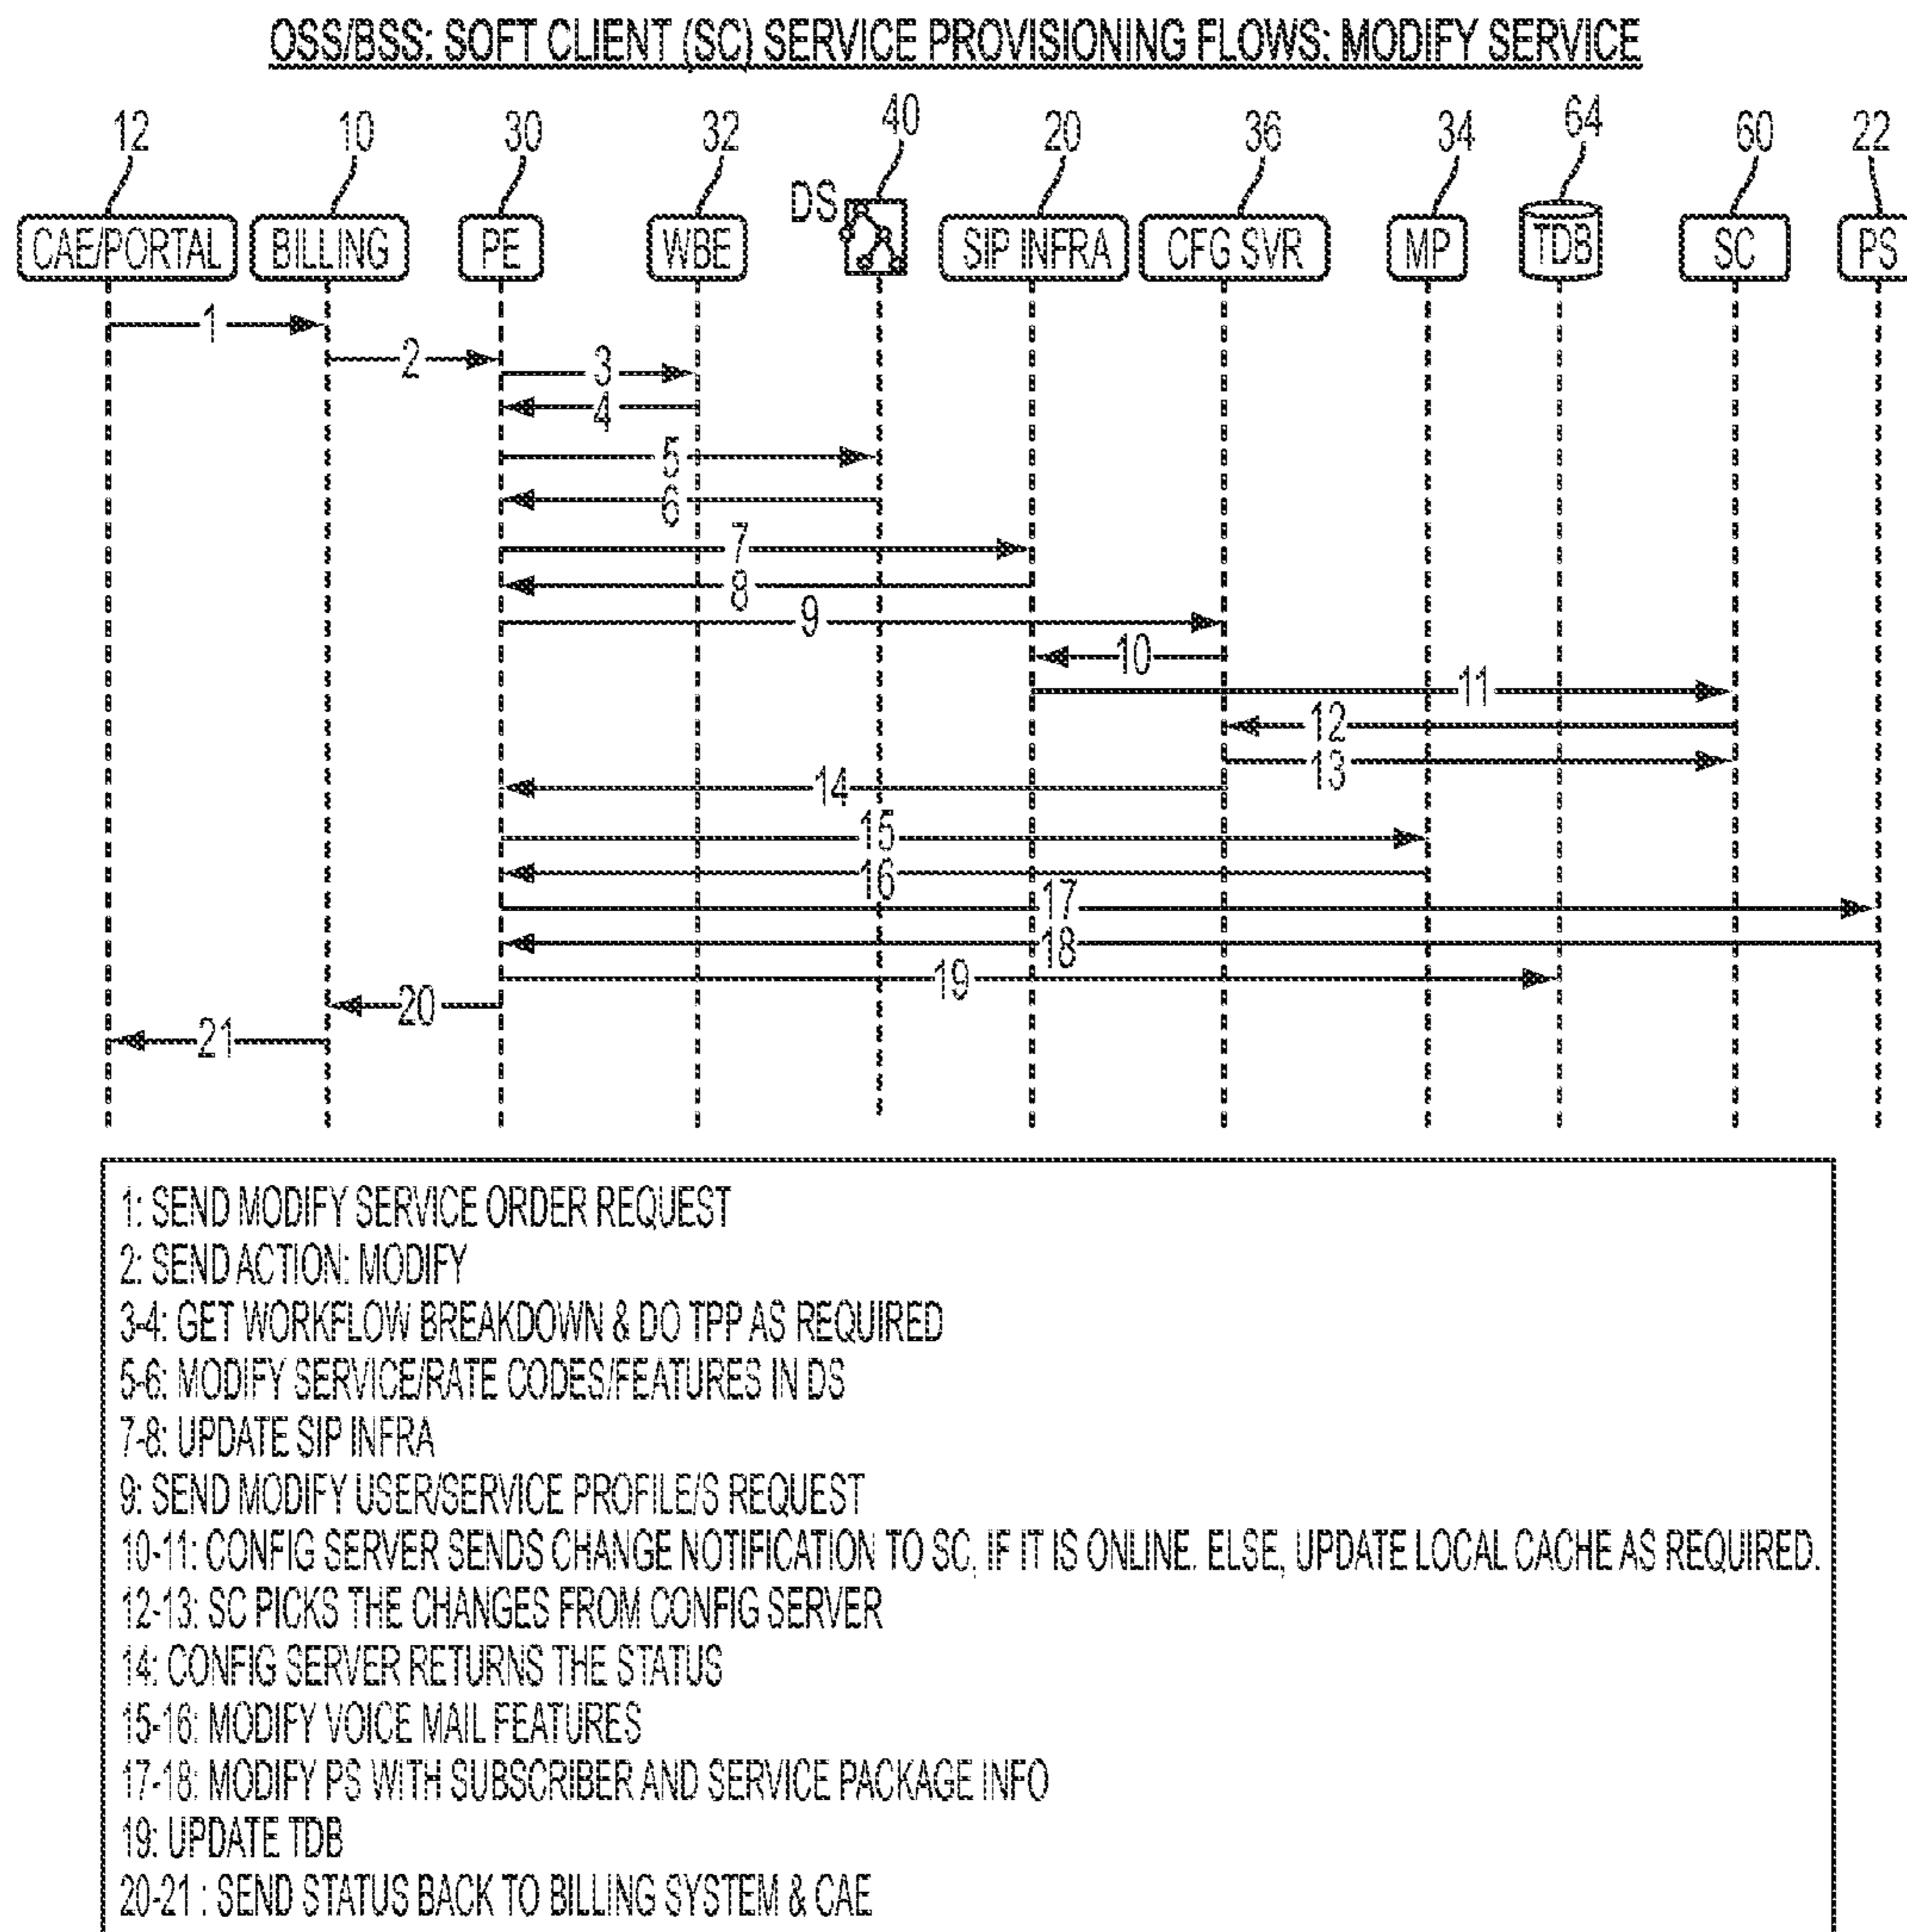 OSS/BSS: SOFT CLIENT (SC) SERVICE PROVISIONING FLOWS: MODIFY SERVICE
12 10 30 32 40 20 36 34 64 60 22
CAE/PORTAL BILLING PE WBE DS SIP INFRA CFG SVR MP TDB SC PS
1
2
3
4
5
6
7
8
9
10
11
12
13
14
15
16
17
18
19
20
21
1: SEND MODIFY SERVICE ORDER REQUEST
2: SEND ACTION: MODIFY
3-4: GET WORKFLOW BREAKDOWN & DO TPP AS REQUIRED
5-6: MODIFY SERVICE/RATE CODES/FEATURES IN DS
7-8: UPDATE SIP INFRA
9: SEND MODIFY USER/SERVICE PROFILE/S REQUEST
10-11: CONFIG SERVER SENDS CHANGE NOTIFICATION TO SC, IF IT IS ONLINE. ELSE, UPDATE LOCAL CACHE AS REQUIRED.
12-13: SC PICKS THE CHANGES FROM CONFIG SERVER
14: CONFIG SERVER RETURNS THE STATUS
15-16: MODIFY VOICE MAIL FEATURES
17-18: MODIFY PS WITH SUBSCRIBER AND SERVICE PACKAGE INFO
19: UPDATE TDB
20-21 : SEND STATUS BACK TO BILLING SYSTEM & CAE